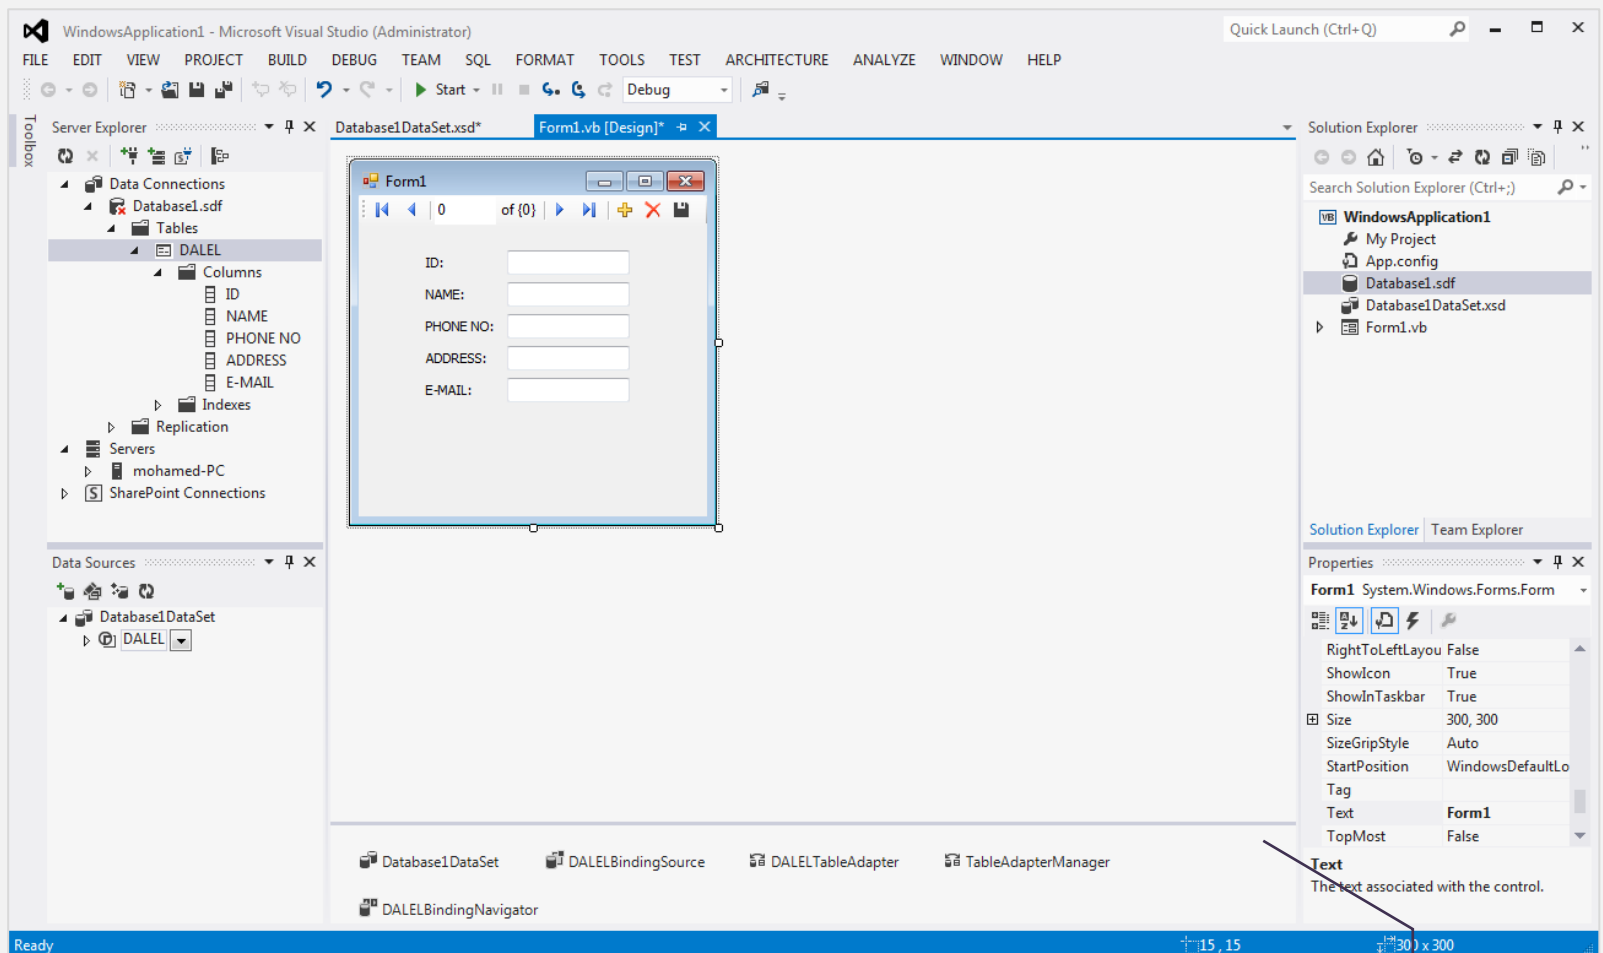 WindowsApplication1 - Microsoft Visual Studio (Administrator)
Quick Launch (Ctrl+Q)
FILE EDIT VIEW PROJECT BUILD DEBUG TEAM SQL FORMAT TOOLS TEST ARCHITECTURE ANALYZE WINDOW HELP
Start
Debug
Toolbox
Server Explorer
Data Connections
Database1.sdf
Tables
DALEL
Columns
ID
NAME
PHONE NO
ADDRESS
E-MAIL
Indexes
Replication
Servers
mohamed-PC
SharePoint Connections
Data Sources
Database1DataSet
DALEL
Database1DataSet.xsd*
Form1.vb [Design]*
Form1
0 of {0}
ID:
NAME:
PHONE NO:
ADDRESS:
E-MAIL:
Database1DataSet
DALELBindingSource
DALELTableAdapter
TableAdapterManager
DALELBindingNavigator
Solution Explorer
Search Solution Explorer (Ctrl+;)
WindowsApplication1
My Project
App.config
Database1.sdf
Database1DataSet.xsd
Form1.vb
Solution Explorer
Team Explorer
Properties
Form1 System.Windows.Forms.Form
RightToLeftLayou False
ShowIcon True
ShowInTaskbar True
Size 300, 300
SizeGripStyle Auto
StartPosition WindowsDefaultLo
Tag
Text Form1
TopMost False
Text
The text associated with the control.
Ready
15 , 15
300 x 300